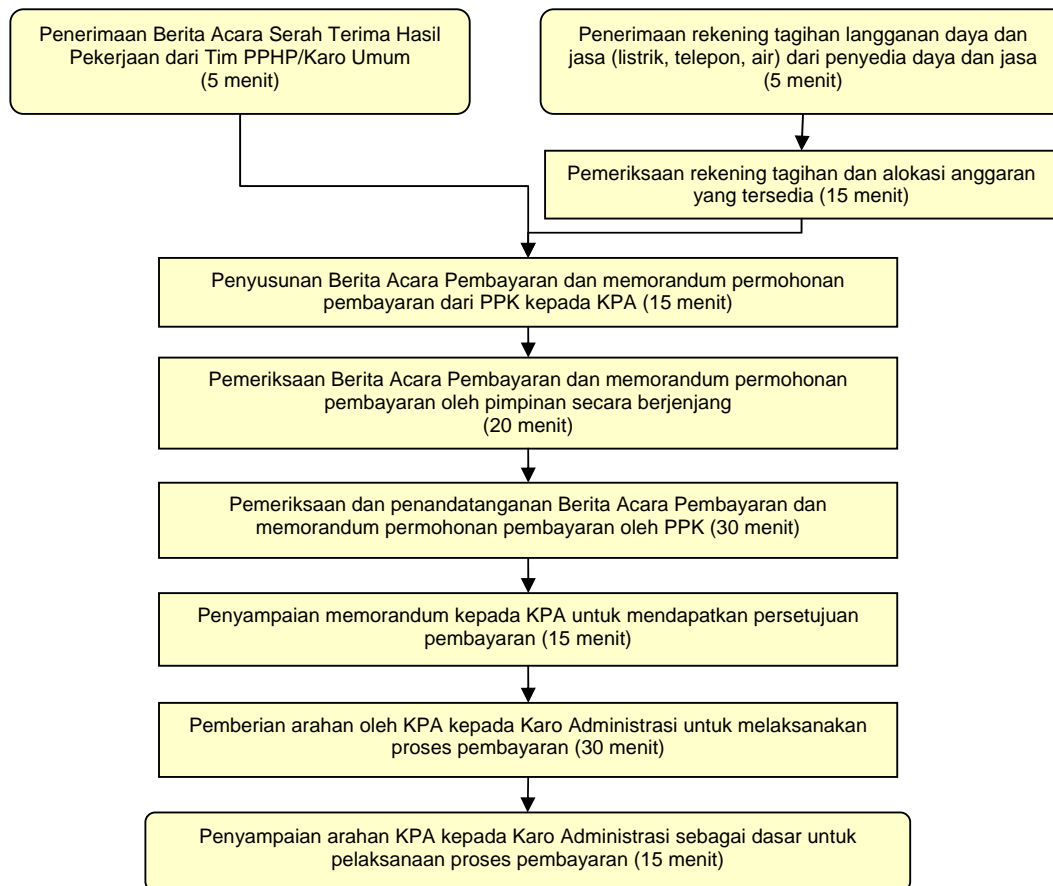 Penerimaan Berita Acara Serah Terima Hasil
Pekerjaan dari Tim PPHP/Karo Umum
(5 menit)
Penerimaan rekening tagihan langganan daya dan
jasa (listrik, telepon, air) dari penyedia daya dan jasa
(5 menit)
Pemeriksaan rekening tagihan dan alokasi anggaran
yang tersedia (15 menit)
Penyusunan Berita Acara Pembayaran dan memorandum permohonan
pembayaran dari PPK kepada KPA (15 menit)
Pemeriksaan Berita Acara Pembayaran dan memorandum permohonan
pembayaran oleh pimpinan secara berjenjang
(20 menit)
Pemeriksaan dan penandatanganan Berita Acara Pembayaran dan
memorandum permohonan pembayaran oleh PPK (30 menit)
Penyampaian memorandum kepada KPA untuk mendapatkan persetujuan
pembayaran (15 menit)
Pemberian arahan oleh KPA kepada Karo Administrasi untuk melaksanakan
proses pembayaran (30 menit)
Penyampaian arahan KPA kepada Karo Administrasi sebagai dasar untuk
pelaksanaan proses pembayaran (15 menit)